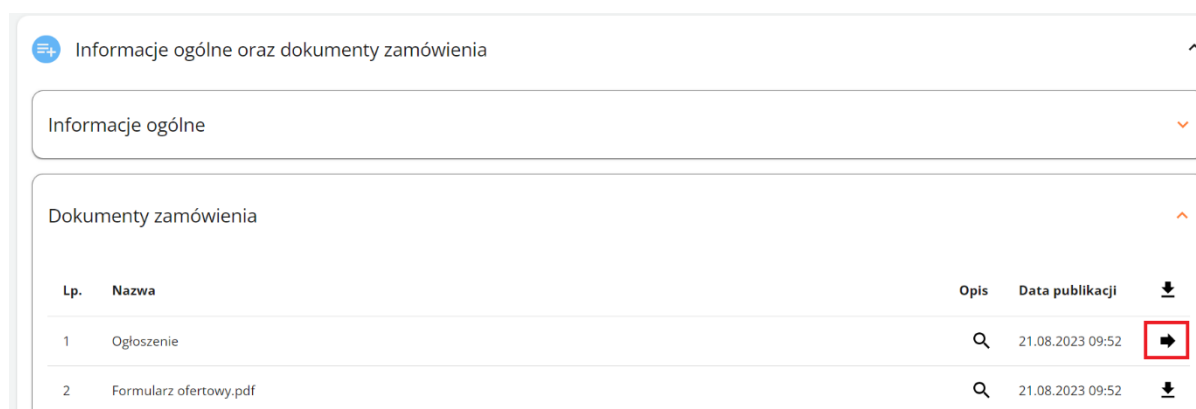 Informacje ogólne oraz dokumenty zamówienia
Informacje ogólne
Dokumenty zamówienia
Lp. Nazwa Opis Data publikacji
1 Ogłoszenie 21.08.2023 09:52
2 Formularz ofertowy.pdf 21.08.2023 09:52